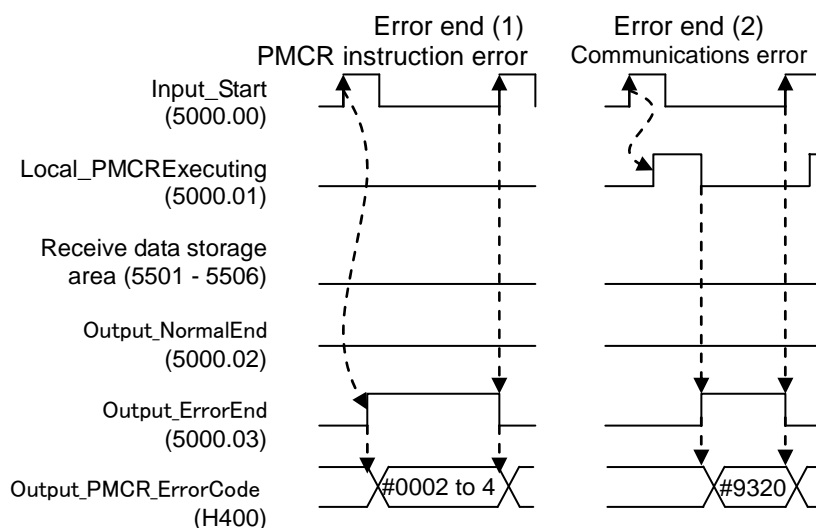 Error end (1)
PMCR instruction error
Error end (2)
Communications error
Input_Start
(5000.00)
Local_PMCRExecuting
(5000.01)
Receive data storage
area (5501 - 5506)
Output_NormalEnd
(5000.02)
Output_ErrorEnd
(5000.03)
Output_PMCR_ErrorCode
(H400)
#0002 to 4
#9320